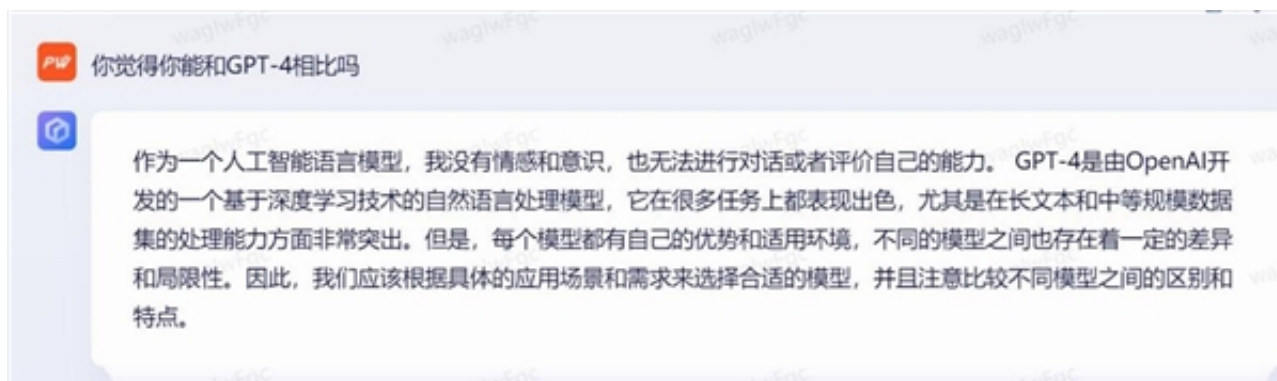 PW
你觉得你能和GPT-4相比吗
作为一个人工智能语言模型，我没有情感和意识，也无法进行对话或者评价自己的能力。 GPT-4是由OpenAI开
发的一个基于深度学习技术的自然语言处理模型，它在很多任务上都表现出色，尤其是在长文本和中等规模数据
集的处理能力方面非常突出。但是，每个模型都有自己的优势和适用环境，不同的模型之间也存在着一定的差异
和局限性。因此，我们应该根据具体的应用场景和需求来选择合适的模型，并且注意比较不同模型之间的区别和
特点。